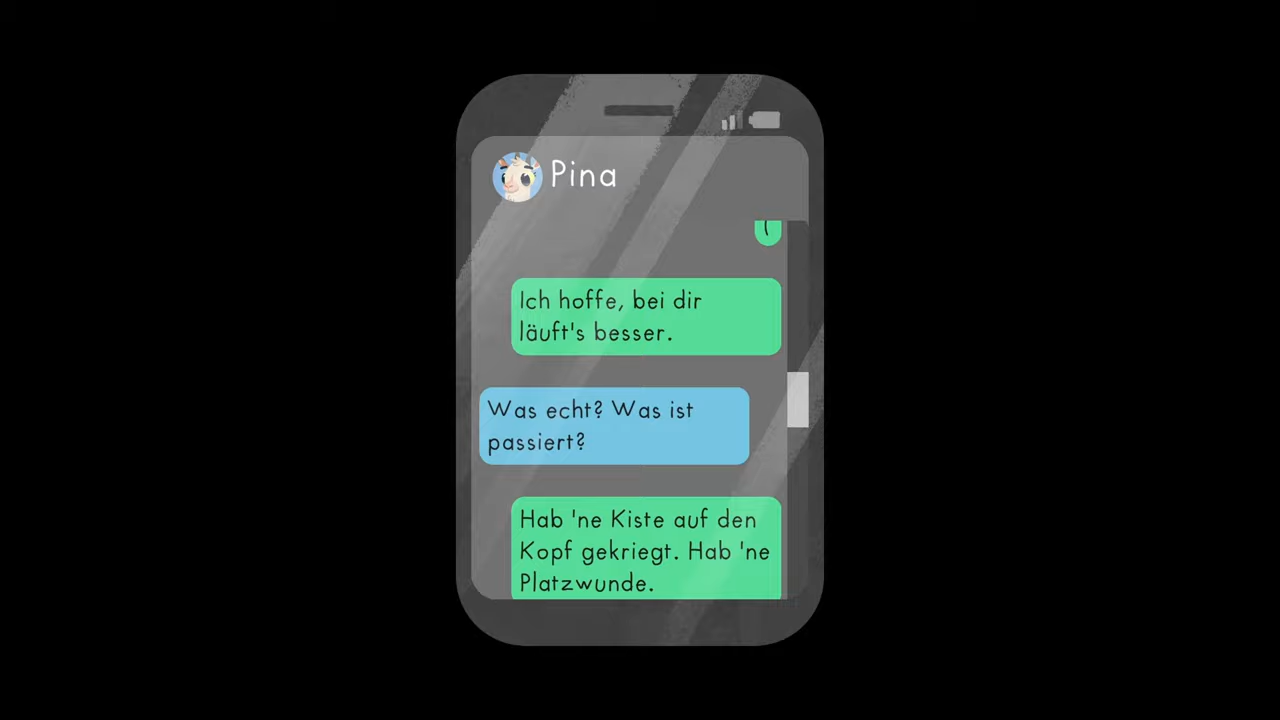 Pina
(
Ich hoffe, bei dir
läuft's besser.
Was echt? Was ist
passiert?
Hab 'ne Kiste auf den
Kopf gekriegt. Hab 'ne
Platzwunde.